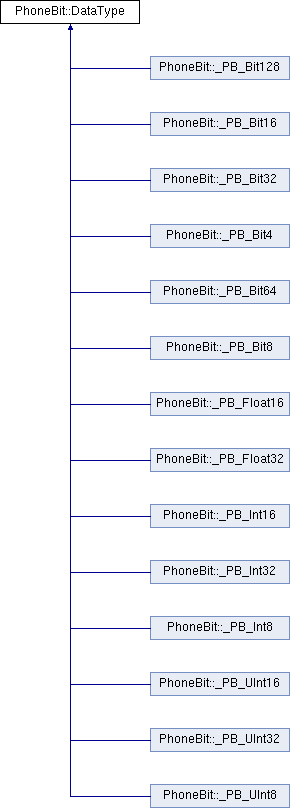 PhoneBit::DataType
PhoneBit::_PB_Bit128
PhoneBit::_PB_Bit16
PhoneBit::_PB_Bit32
PhoneBit::_PB_Bit4
PhoneBit::_PB_Bit64
PhoneBit::_PB_Bit8
PhoneBit::_PB_Float16
PhoneBit::_PB_Float32
PhoneBit::_PB_Int16
PhoneBit::_PB_Int32
PhoneBit::_PB_Int8
PhoneBit::_PB_UInt16
PhoneBit::_PB_UInt32
PhoneBit::_PB_UInt8